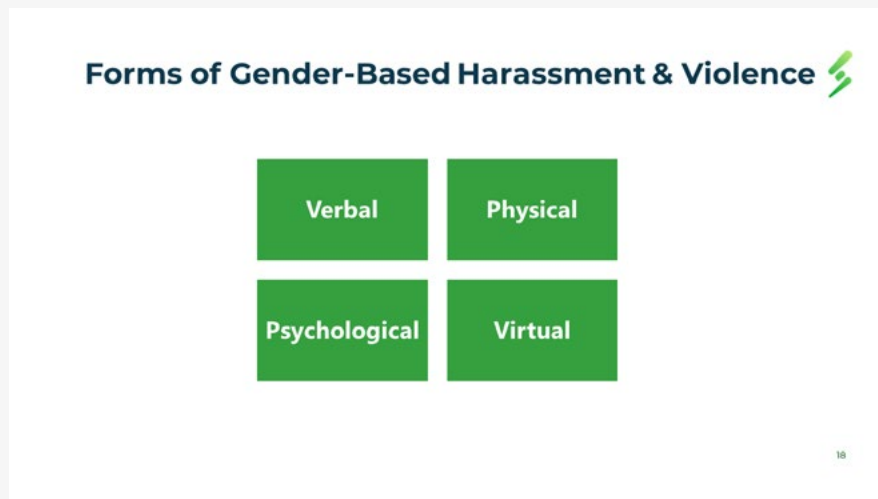 Forms of Gender-Based Harassment & Violence
Verbal
Physical
Psychological
Virtual
18